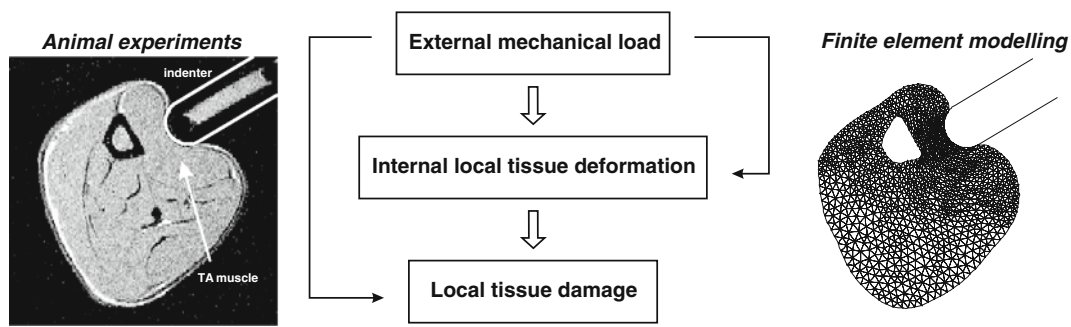 Animal experiments
indenter
TA muscle
External mechanical load
Internal local tissue deformation
Local tissue damage
Finite element modelling